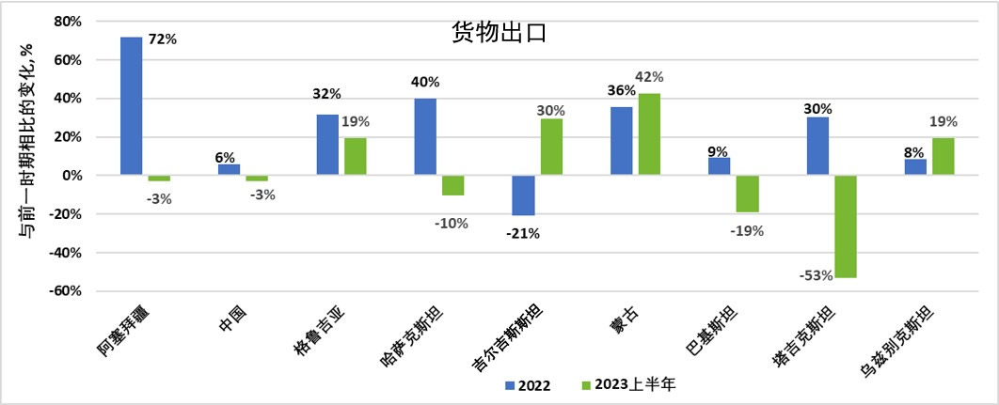 货物出口
与前一时期相比的变化,%
80%
60%
40%
20%
0%
-20%
-40%
-60%
72%
-3%
6%
-3%
32%
19%
40%
-10%
-21%
30%
36%
42%
9%
-19%
30%
-53%
8%
19%
阿塞拜疆
中国
格鲁吉亚
哈萨克斯坦
吉尔吉斯斯坦
蒙古
巴基斯坦
塔吉克斯坦
乌兹别克斯坦
2022
2023上半年